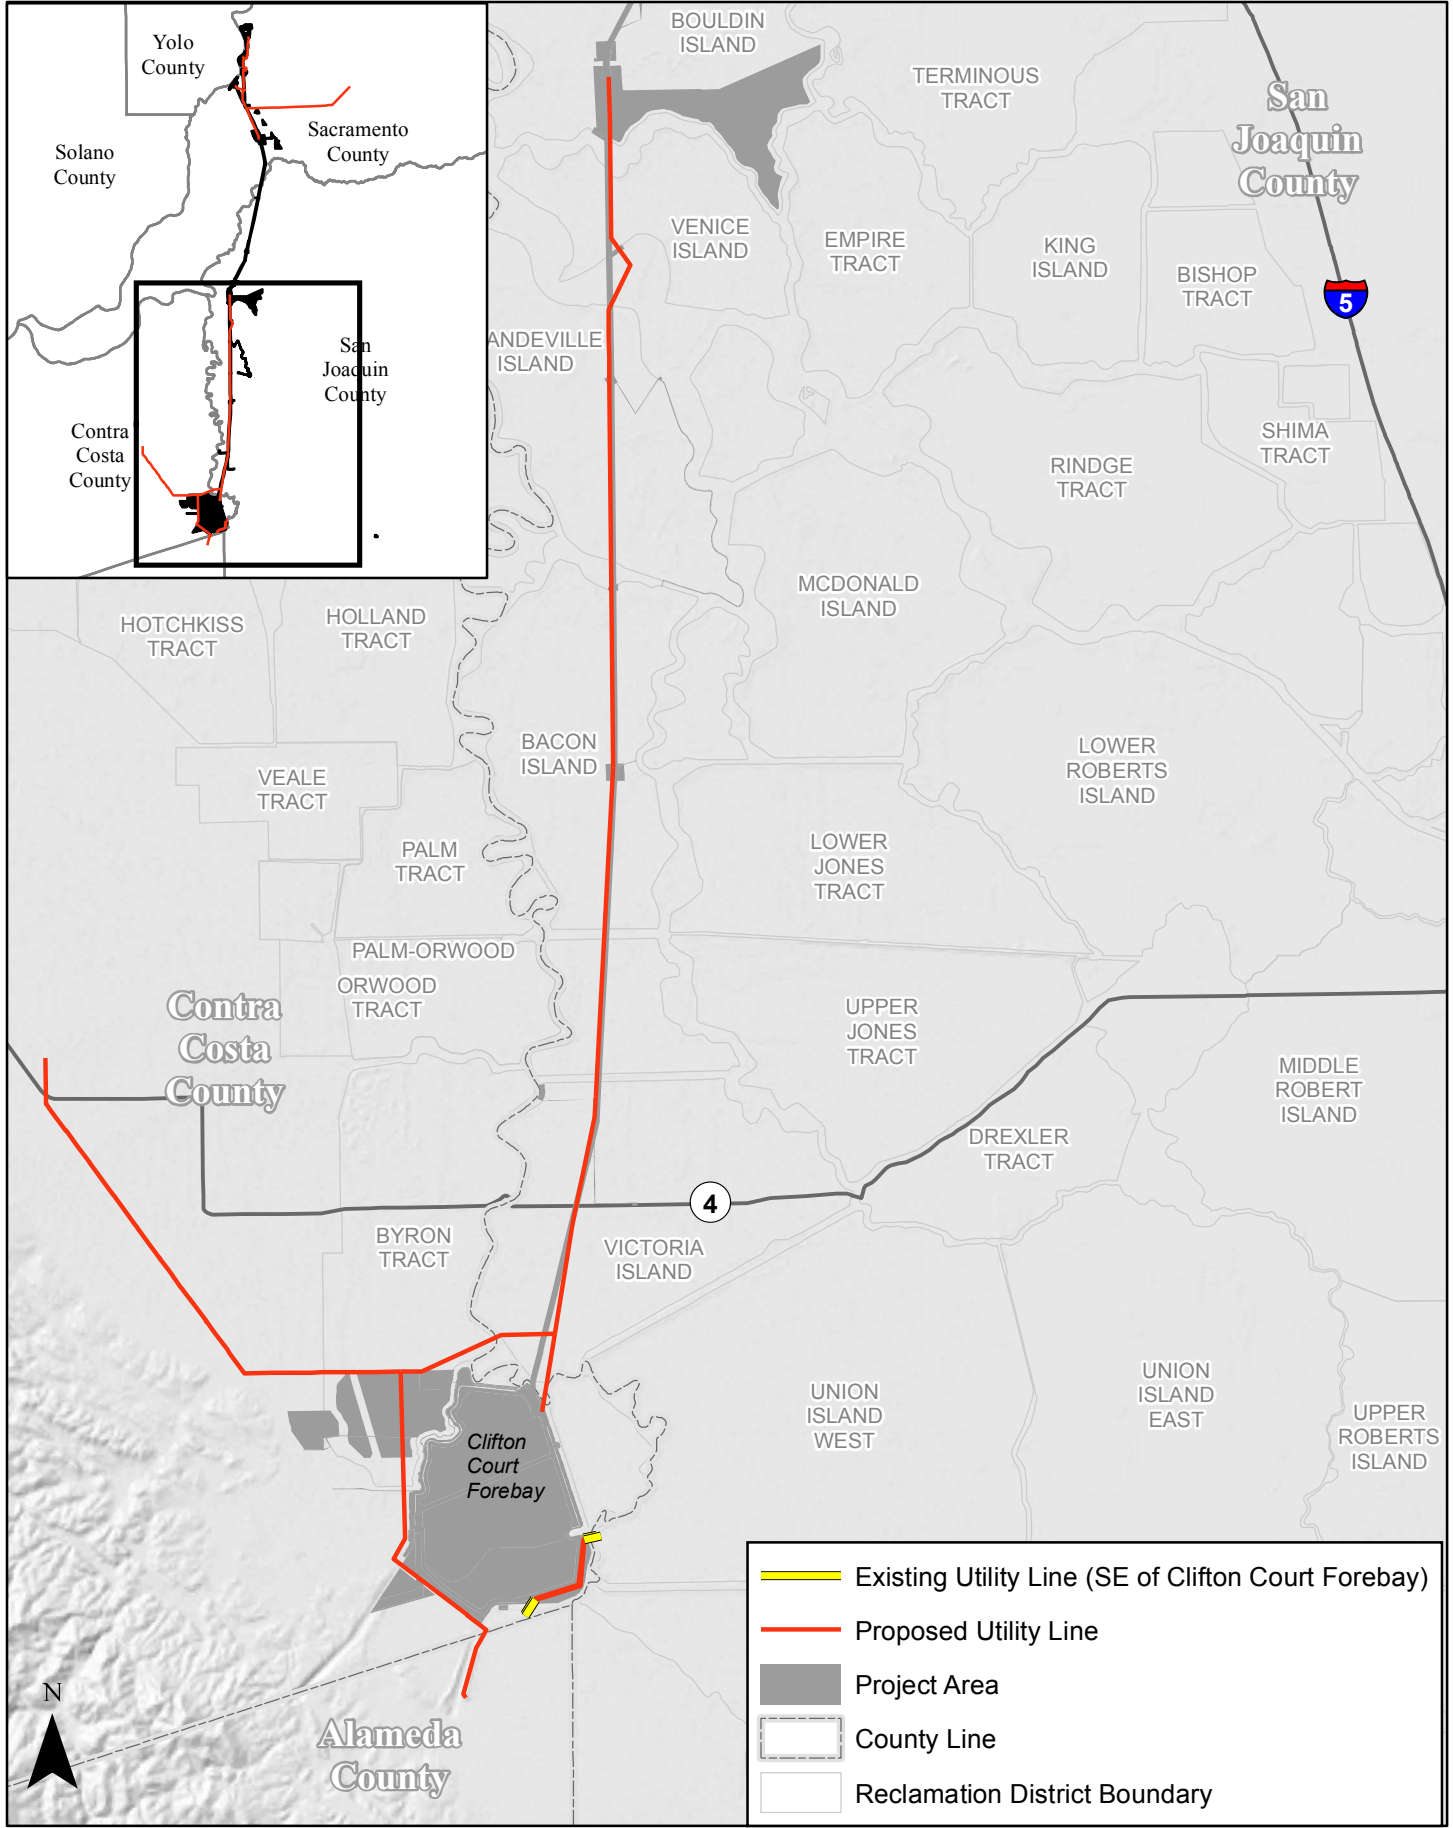 Yolo
County
Solano
County
Sacramento
County
San
Joaquin
County
Contra
Costa
County
BOULDIN
ISLAND
TERMINOUS
TRACT
San
Joaquin
County
VENICE
ISLAND
EMPIRE
TRACT
KING
ISLAND
BISHOP
TRACT
5
ANDEVILLE
ISLAND
SHIMA
TRACT
RINDGE
TRACT
MCDONALD
ISLAND
HOTCHKISS
TRACT
HOLLAND
TRACT
BACON
ISLAND
LOWER
ROBERTS
ISLAND
VEALE
TRACT
PALM
TRACT
LOWER
JONES
TRACT
PALM-ORWOOD
ORWOOD
TRACT
Contra
Costa
County
UPPER
JONES
TRACT
MIDDLE
ROBERT
ISLAND
DREXLER
TRACT
4
BYRON
TRACT
VICTORIA
ISLAND
UNION
ISLAND
WEST
UNION
ISLAND
EAST
UPPER
ROBERTS
ISLAND
Clifton
Court
Forebay
Existing Utility Line (SE of Clifton Court Forebay)
Proposed Utility Line
Project Area
County Line
Reclamation District Boundary
N
Alameda
County